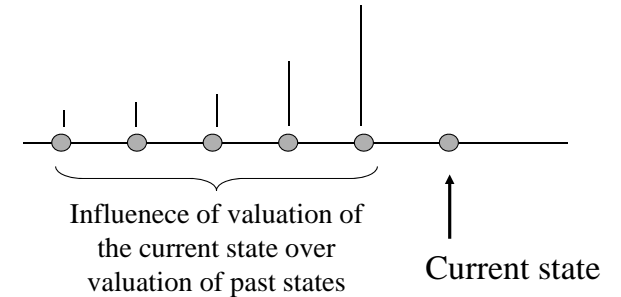 Influenece of valuation of
the current state over
valuation of past states
Current state